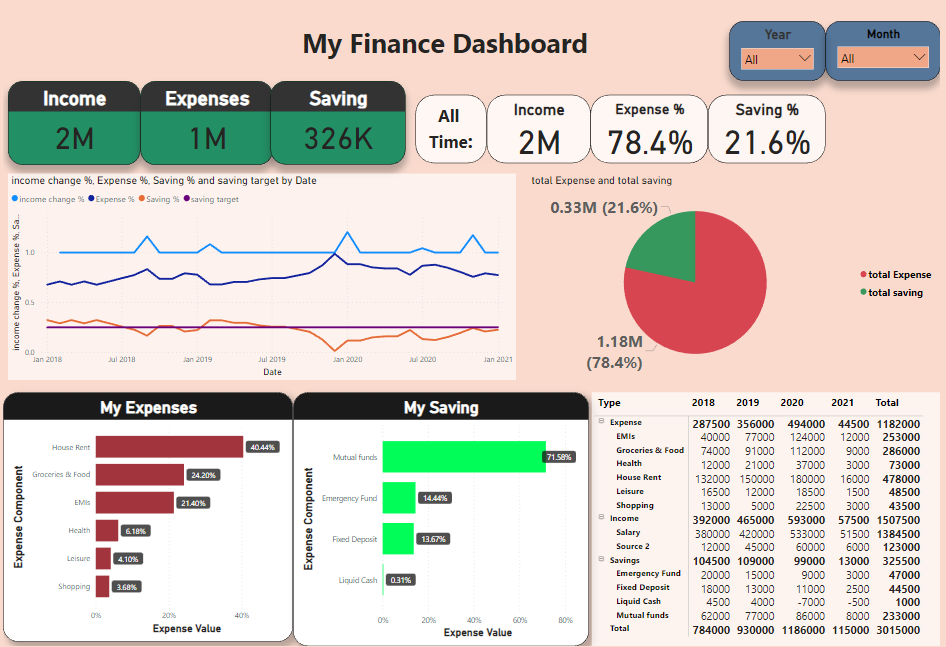 My Finance Dashboard
Year
All
Month
All
Income
2M
Expenses
1M
Saving
326K
All
Time:
Income
2M
Expense %
78.4%
Saving %
21.6%
income change %, Expense %, Saving % and saving target by Date
income change % Expense % Saving % saving target
income change %, Expense %, Sa...
1.0
0.5
0.0
Jan 2018 Jul 2018 Jan 2019 Jul 2019 Jan 2020 Jul 2020 Jan 2021
Date
total Expense and total saving
0.33M (21.6%)
1.18M
(78.4%)
total Expense
total saving
My Expenses
Expense Component
House Rent 40.44%
Groceries & Food 24.20%
EMIs 21.40%
Health 6.18%
Leisure 4.10%
Shopping 3.68%
0% 20% 40%
Expense Value
My Saving
Expense Component
Mutual funds 71.58%
Emergency Fund 14.44%
Fixed Deposit 13.67%
Liquid Cash 0.31%
0% 20% 40% 60% 80%
Expense Value
Type 2018 2019 2020 2021 Total
Expense 287500 356000 494000 44500 1182000
EMIs 40000 77000 124000 12000 253000
Groceries & Food 74000 91000 112000 9000 286000
Health 12000 21000 37000 3000 73000
House Rent 132000 150000 180000 16000 478000
Leisure 16500 12000 18500 1500 48500
Shopping 13000 5000 22500 3000 43500
Income 392000 465000 593000 57500 1507500
Salary 380000 420000 533000 51500 1384500
Source 2 12000 45000 60000 6000 123000
Savings 104500 109000 99000 13000 325500
Emergency Fund 20000 15000 9000 3000 47000
Fixed Deposit 18000 13000 11000 2500 44500
Liquid Cash 4500 4000 -7000 -500 1000
Mutual funds 62000 77000 86000 8000 233000
Total 784000 930000 1186000 115000 3015000